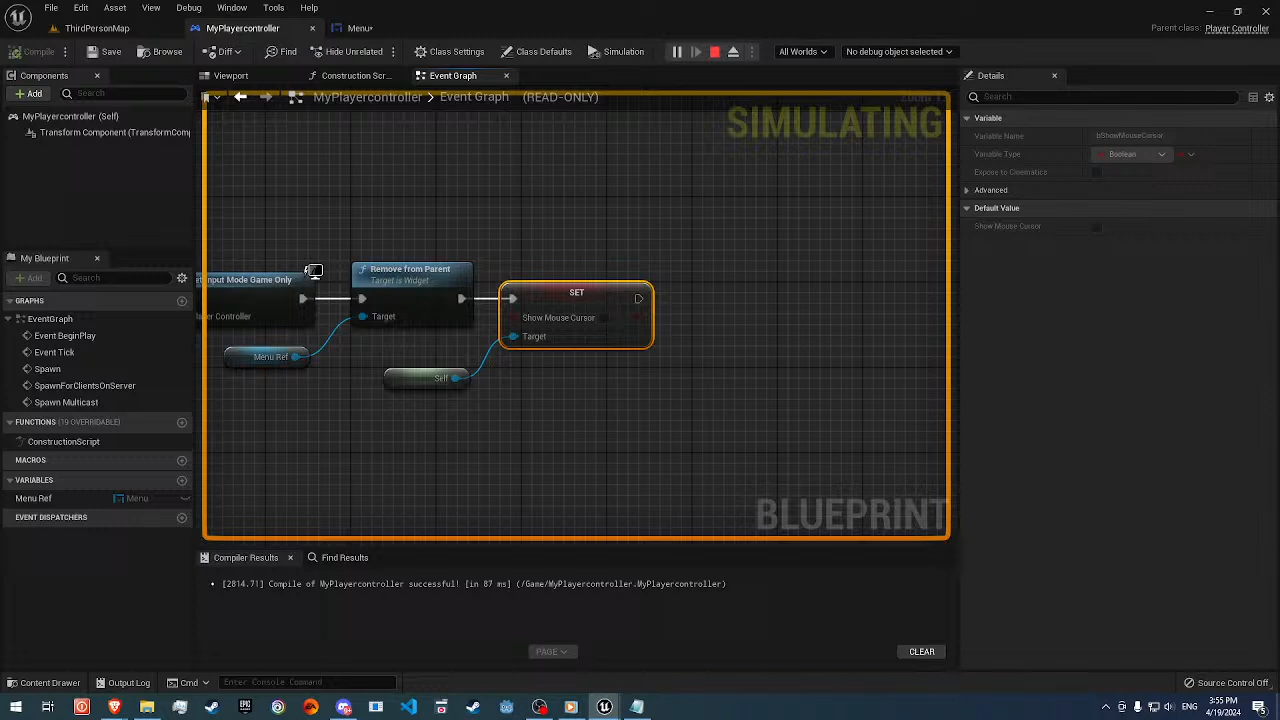 File Edit Asset View Debug Window Tools Help
MyPlayercontroller
Menu•
Parent class: Player Controller
ThirdPersonMap
Compile
Save
Browse
Diff
Find
Hide Unrelated
Class Settings
Class Defaults
Simulation
All Worlds
No debug object selected
Components
Viewport
Construction Scr...
Event Graph
Details
Add
Search
MyPlayercontroller > Event Graph (READ-ONLY)
Search
MyPlayercontroller (Self)
Transform Component (TransformComp
SIMULATING
Variable
Variable Name
bShowMouseCursor
Variable Type
Boolean
Expose to Cinematics
Advanced
Default Value
Show Mouse Cursor
My Blueprint
Add
Search
GRAPHS
EventGraph
Event BeginPlay
Event Tick
Spawn
SpawnForClientsOnServer
Spawn Multicast
FUNCTIONS (19 OVERRIDABLE)
ConstructionScript
MACROS
VARIABLES
Menu Ref
Menu
EVENT DISPATCHERS
Input Mode Game Only
Remove from Parent
Target is Widget
SET
Target
Show Mouse Cursor
Target
Menu Ref
Self
BLUEPRINT
Compiler Results
Find Results
[2814.71] Compile of MyPlayercontroller successful! [in 87 ms] (/Game/MyPlayercontroller.MyPlayercontroller)
PAGE
CLEAR
Content Drawer
Output Log
Cmd
Enter Console Command
Source Control Off
3:55 PM
4/19/2024